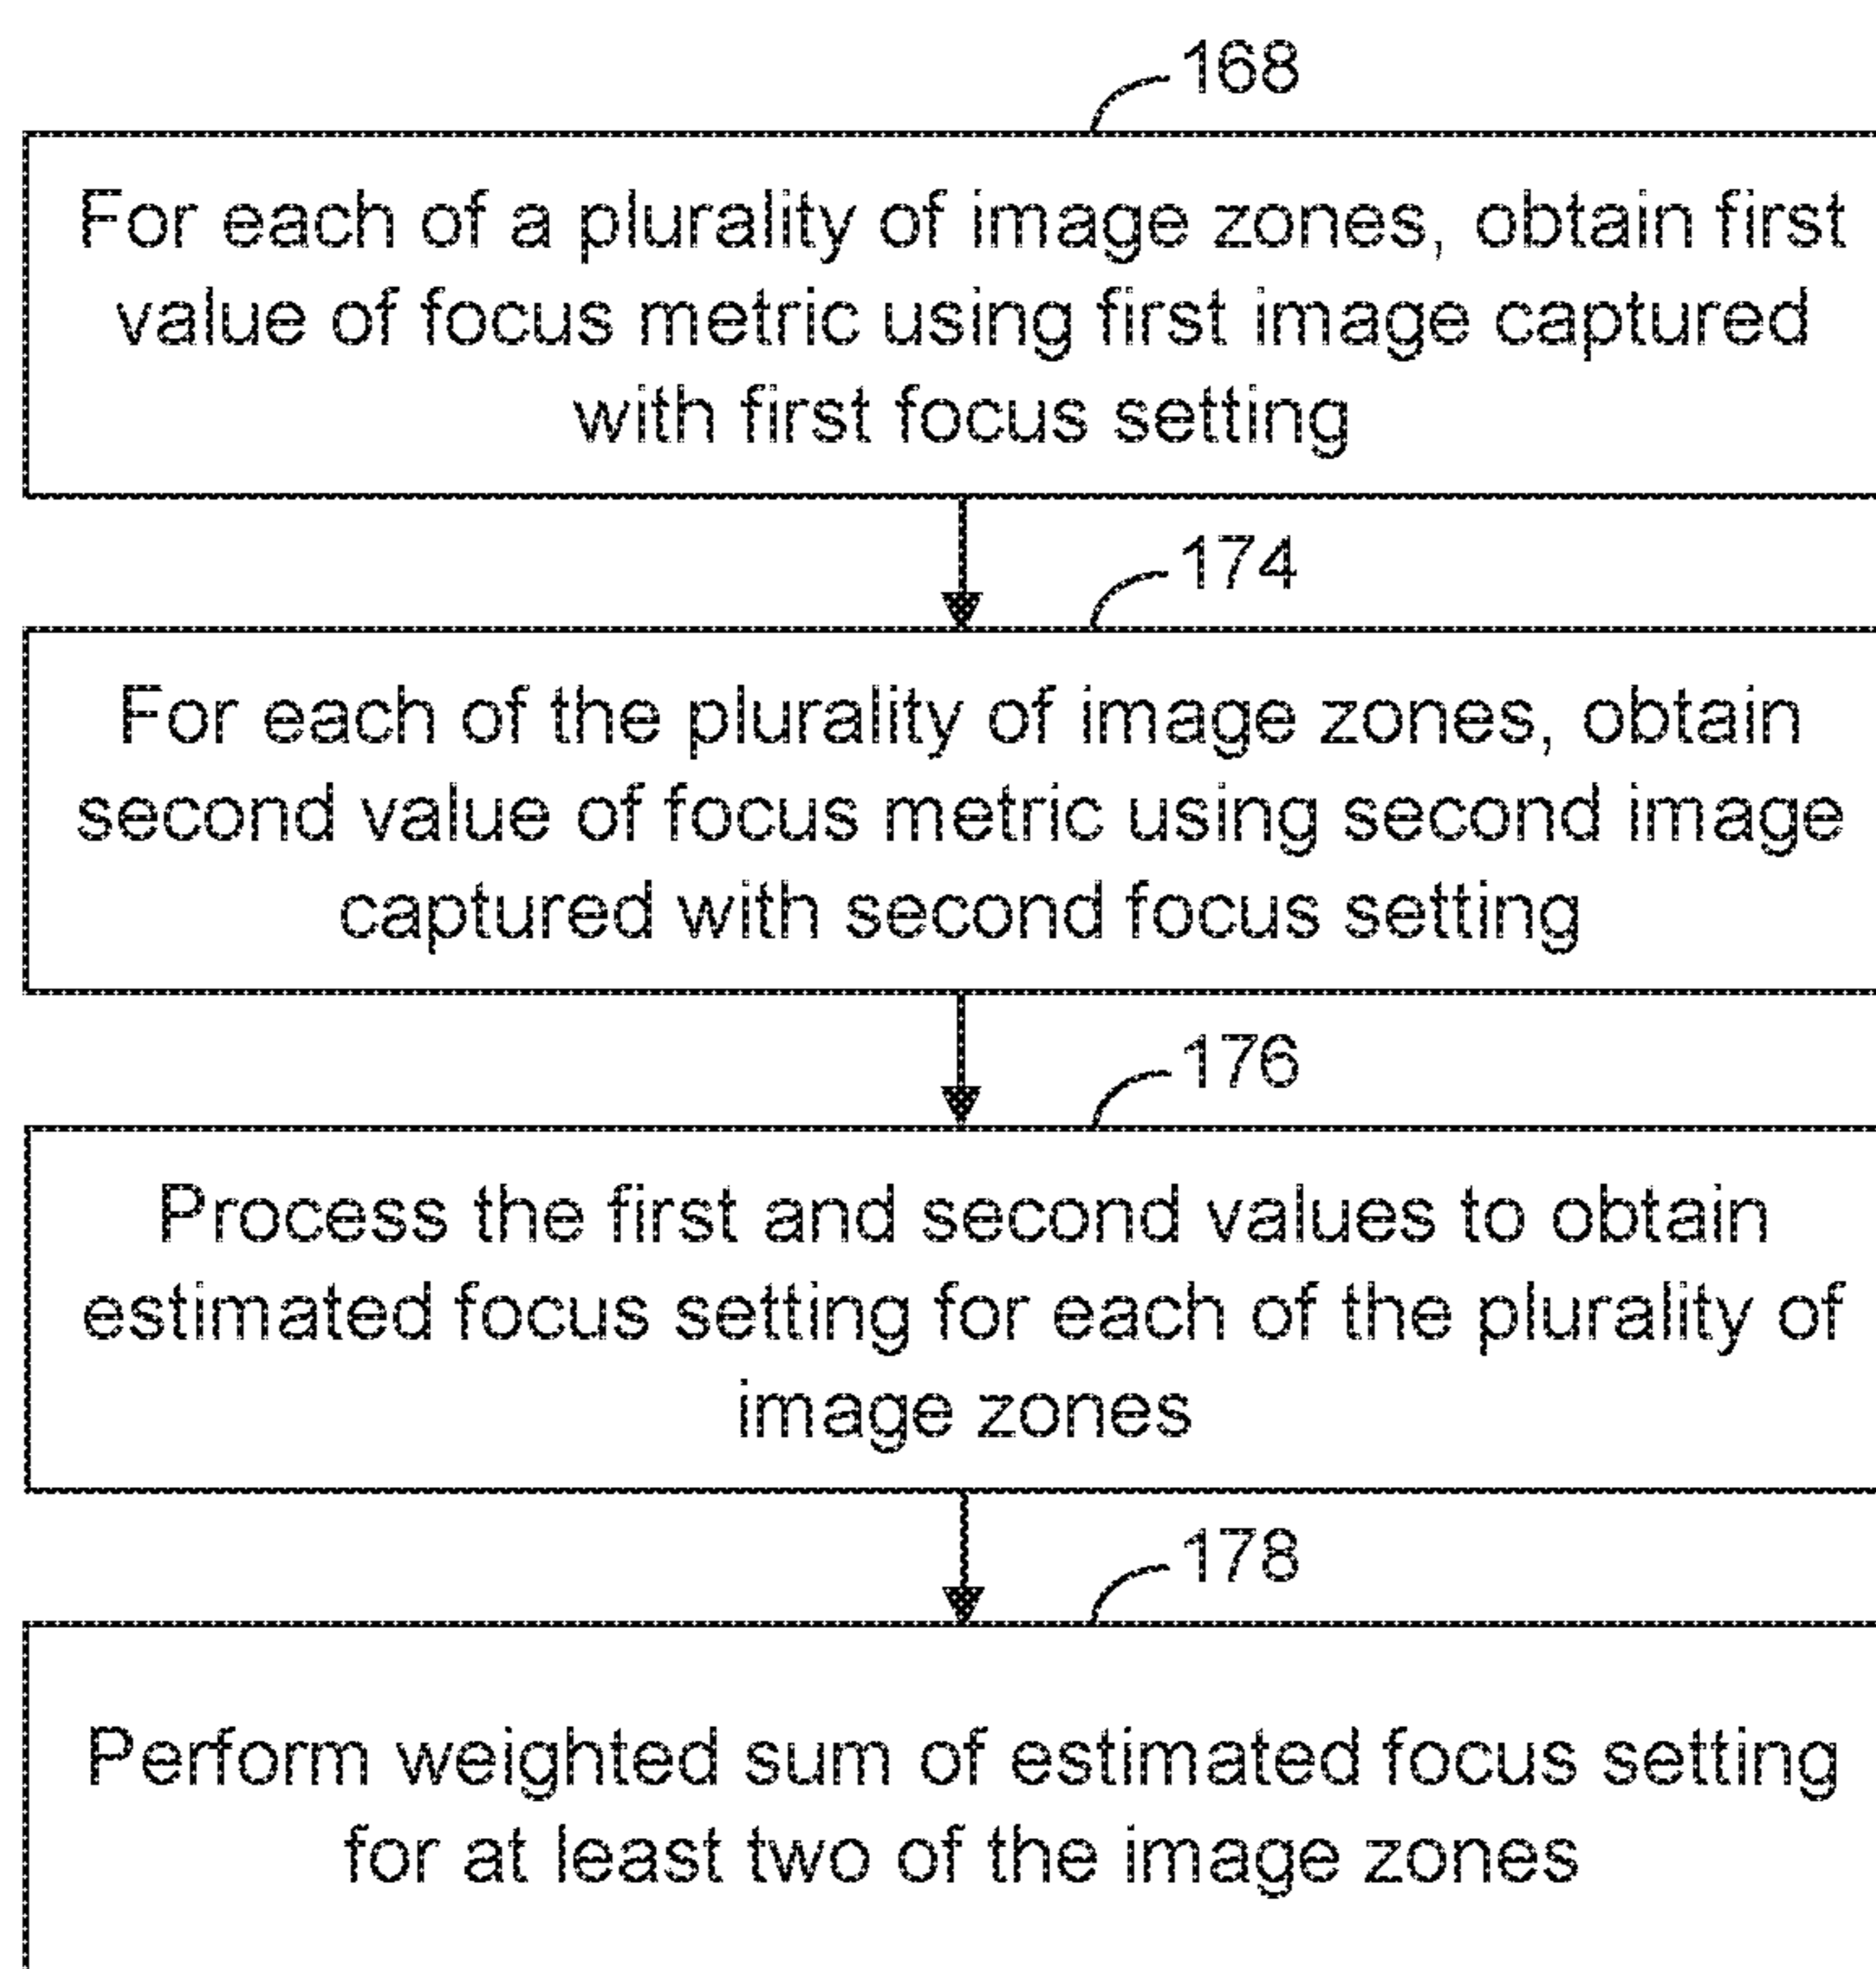 168
For each of a plurality of image zones, obtain first
value of focus metric using first image captured
with first focus setting
174
For each of the plurality of image zones, obtain
second value of focus metric using second image
captured with second focus setting
176
Process the first and second values to obtain
estimated focus setting for each of the plurality of
image zones
178
Perform weighted sum of estimated focus setting
for at least two of the image zones